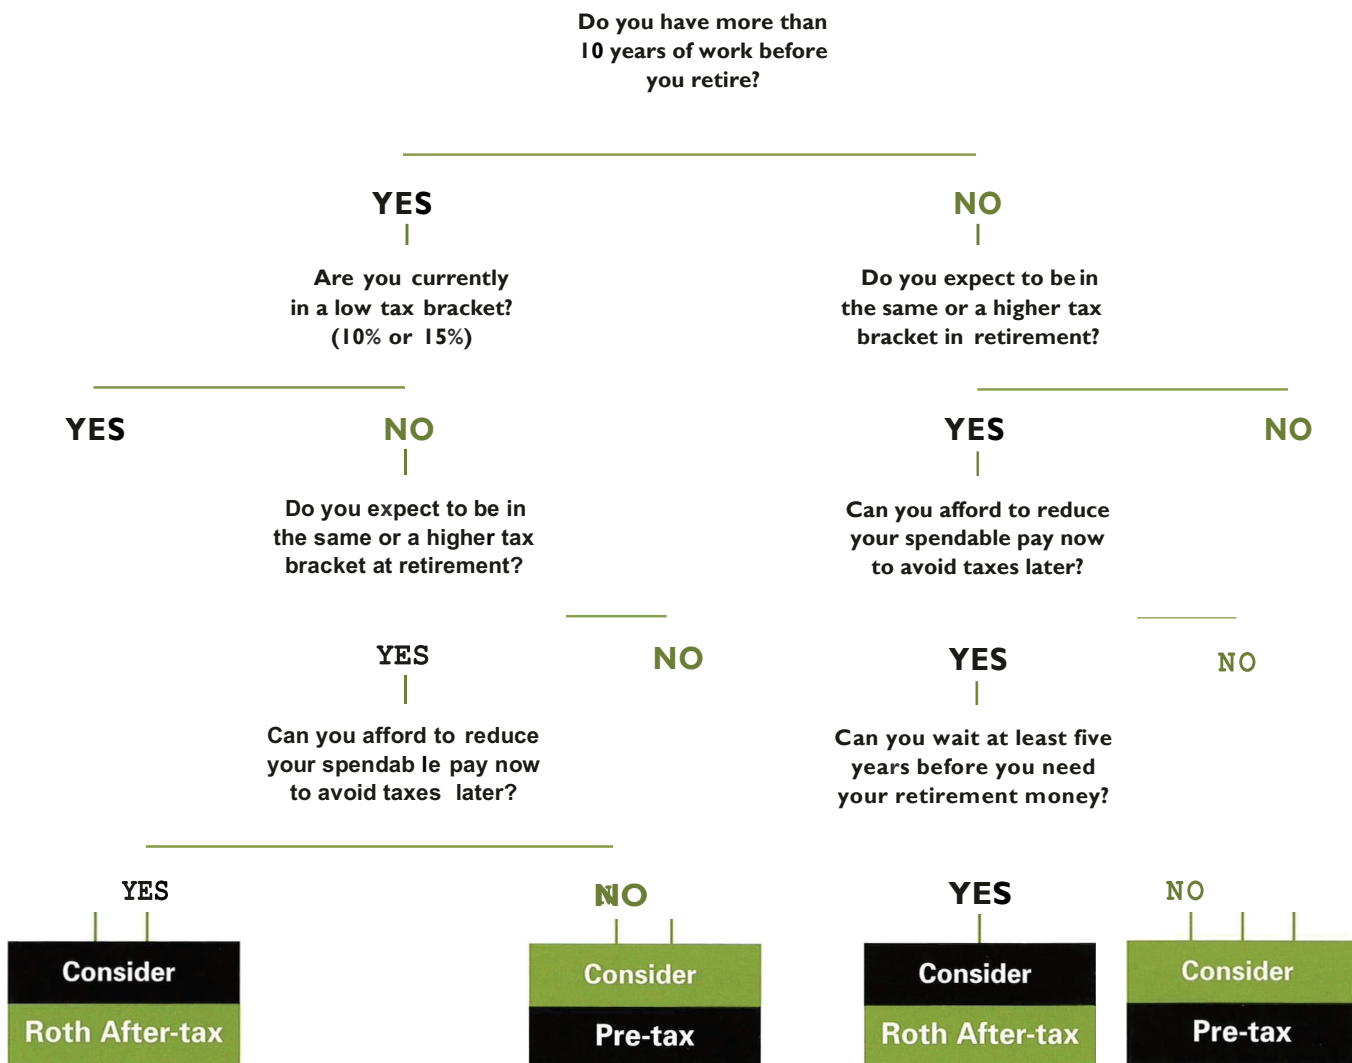 Do you have more than
10 years of work before
you retire?
YES
NO
Are you currently
in a low tax bracket?
(10% or 15%)
Do you expect to be in
the same or a higher tax
bracket in retirement?
YES
NO
YES
NO
Do you expect to be in
the same or a higher tax
bracket at retirement?
Can you afford to reduce
your spendable pay now
to avoid taxes later?
YES
NO
YES
NO
Can you afford to reduce
your spendab le pay now
to avoid taxes later?
Can you wait at least five
years before you need
your retirement money?
YES
NO
YES
NO
Consider
Roth After-tax
Consider
Pre-tax
Consider
Roth After-tax
Consider
Pre-tax